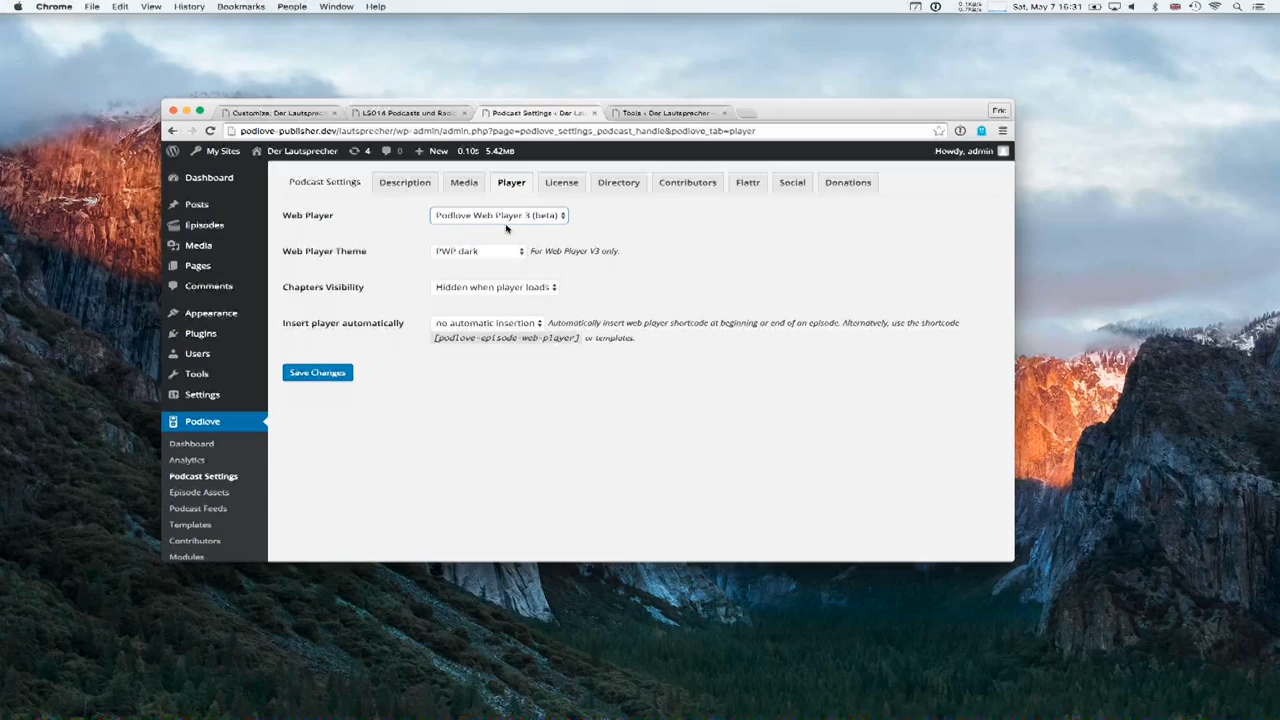 Chrome File Edit View History Bookmarks People Window Help
Sat, May 7 16:31
Customize: Der Lautspreche
LS014 Podcasts und Radi
Podcast Settings ‹ Der Lau
Tools ‹ Der Lautsprecher —
Eric
podlove-publisher.dev/lautsprecher/wp-admin/admin.php?page=podlove_settings_podcast_handle&podlove_tab=player
My Sites Der Lautsprecher 4 0 New 0.10s 5.42MB Howdy, admin
Podcast Settings Description Media Player License Directory Contributors Flattr Social Donations
Dashboard
Posts
Episodes
Media
Pages
Comments
Appearance
Plugins
Users
Tools
Settings
Podlove
Dashboard
Analytics
Podcast Settings
Episode Assets
Podcast Feeds
Templates
Contributors
Modules
Web Player Podlove Web Player 3 (beta)
Web Player Theme PWP dark For Web Player V3 only.
Chapters Visibility Hidden when player loads
Insert player automatically no automatic insertion Automatically insert web player shortcode at beginning or end of an episode. Alternatvely, use the shortcode
[podlove-episode-web-player] or templates.
Save Changes